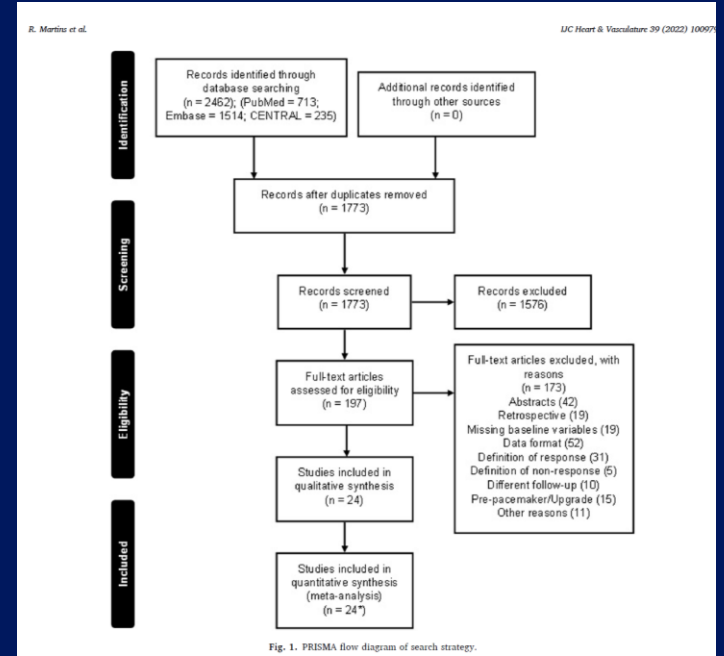 R. Martins et al.
IJC Heart & Vasculature 39 (2022) 100979
Identification
Records identified through
database searching
(n = 2462); (PubMed = 713;
Embase = 1514; CENTRAL = 235)
Additional records identified
through other sources
(n = 0)
Records after duplicates removed
(n = 1773)
Screening
Records screened
(n = 1773)
Records excluded
(n = 1576)
Eligibility
Full-text articles
assessed for eligibility
(n = 197)
Full-text articles excluded, with
reasons
(n = 173)
Abstracts (42)
Retrospective (19)
Missing baseline variables (19)
Data format (52)
Definition of response (31)
Definition of non-response (5)
Different follow-up (10)
Pre-pacemaker/Upgrade (15)
Other reasons (11)
Studies included in
qualitative synthesis
(n = 24)
Included
Studies included in
quantitative synthesis
(meta-analysis)
(n = 24*)
Fig. 1. PRISMA flow diagram of search strategy.